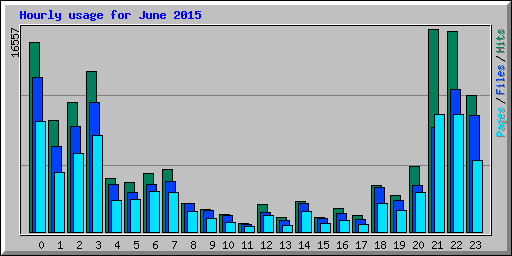 Hourly usage for June 2015
16557
Pages/Files/Hits
0 1 2 3 4 5 6 7 8 9 10 11 12 13 14 15 16 17 18 19 20 21 22 23